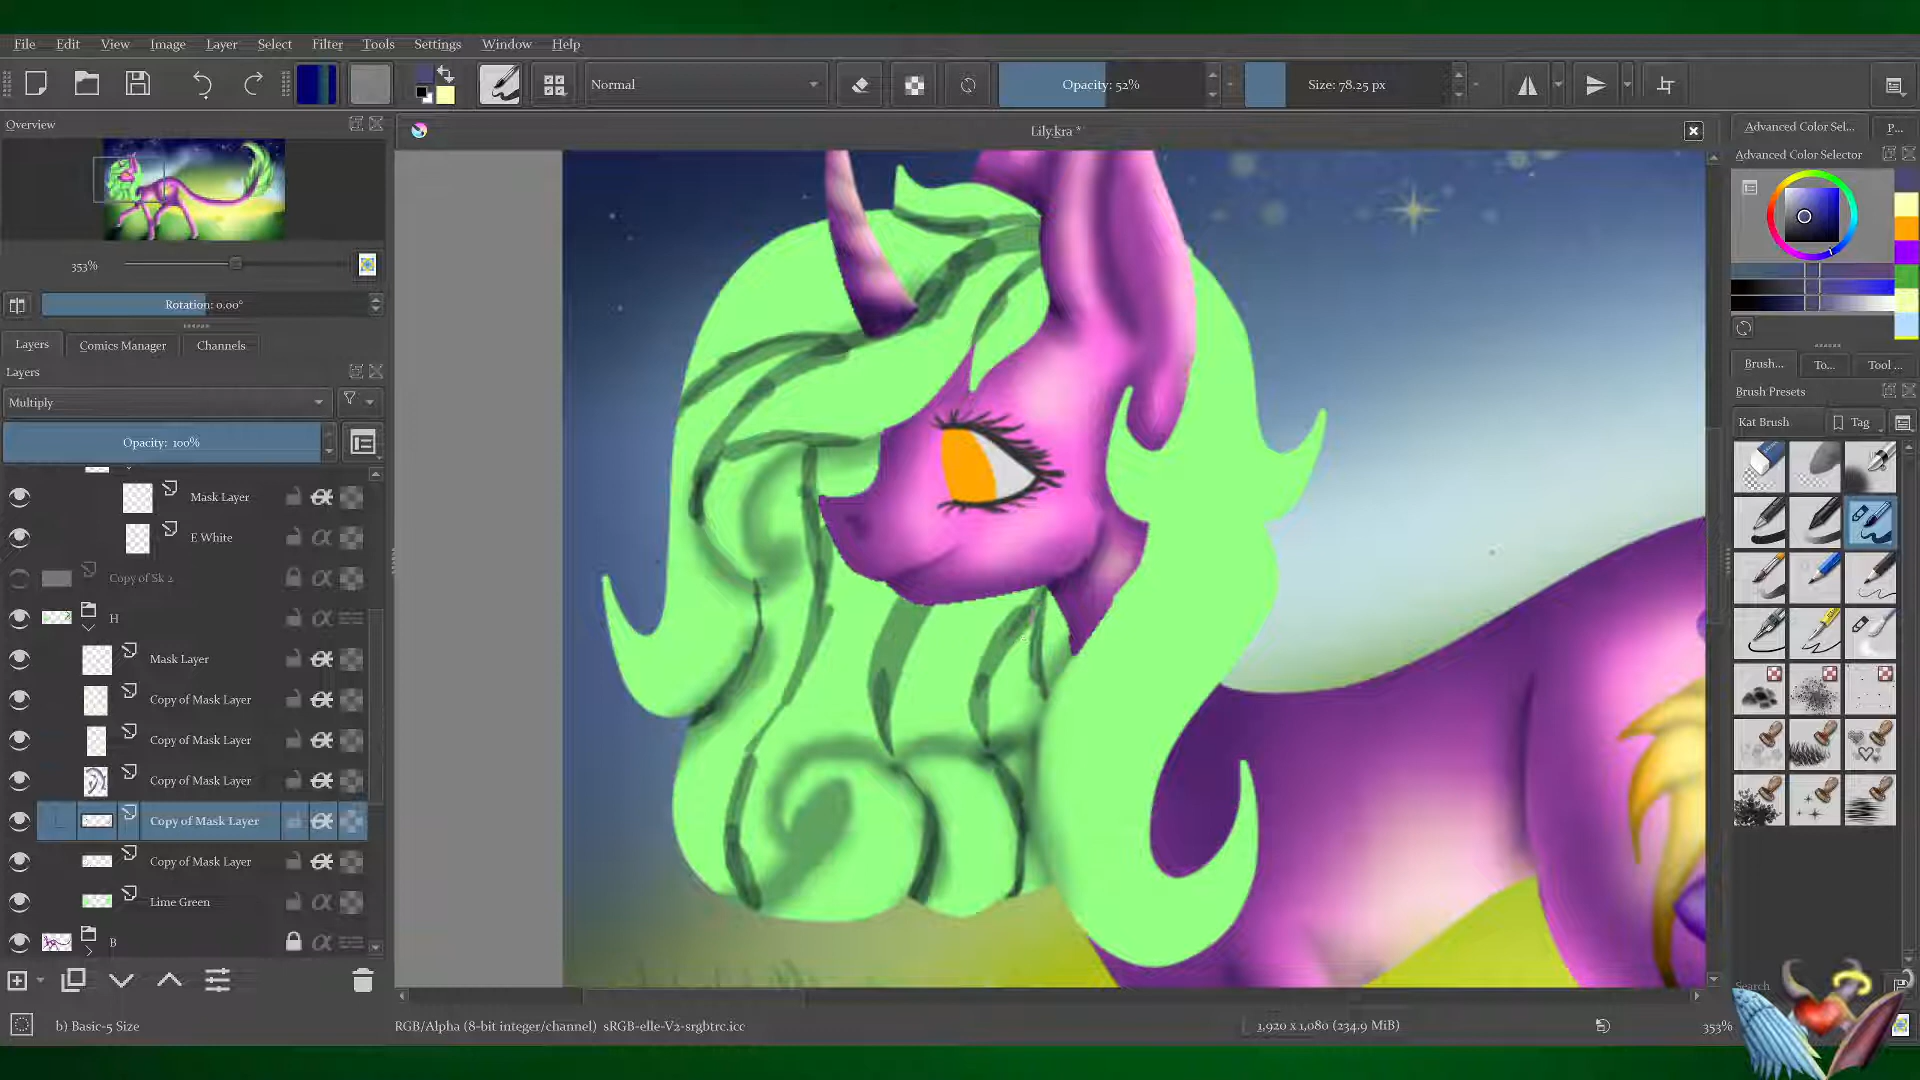 File Edit View Image Layer Select Filter Tools Settings Window Help
Normal Opacity: 52% Size: 78.25 px
Overview
Lily.kra *
Advanced Color Sel... P...
Advanced Color Selector
353%
Rotation: 0.00°
Layers Comics Manager Channels
Layers
Brush... To... Tool ...
Brush Presets
Multiply
Kat Brush Tag
Opacity: 100%
Mask Layer
E White
Copy of Sk 2
H
Mask Layer
Copy of Mask Layer
Copy of Mask Layer
Copy of Mask Layer
Copy of Mask Layer
Copy of Mask Layer
Lime Green
B
Search
b) Basic-5 Size
RGB/Alpha (8-bit integer/channel) sRGB-elle-V2-srgbtrc.icc
1,920 x 1,080 (234.9 MiB)
353%